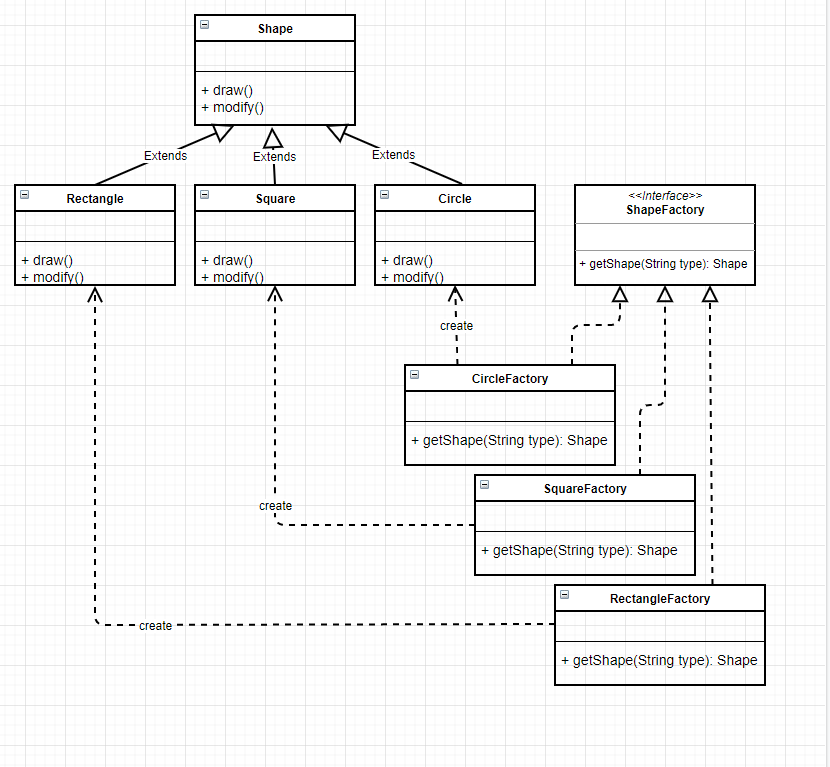 Shape
+ draw()
+ modify()
Extends
Extends
Extends
Rectangle
+ draw()
+ modify()
Square
+ draw()
+ modify()
Circle
+ draw()
+ modify()
<<Interface>>
ShapeFactory
+ getShape(String type): Shape
create
CircleFactory
+ getShape(String type): Shape
create
SquareFactory
+ getShape(String type): Shape
create
RectangleFactory
+ getShape(String type): Shape